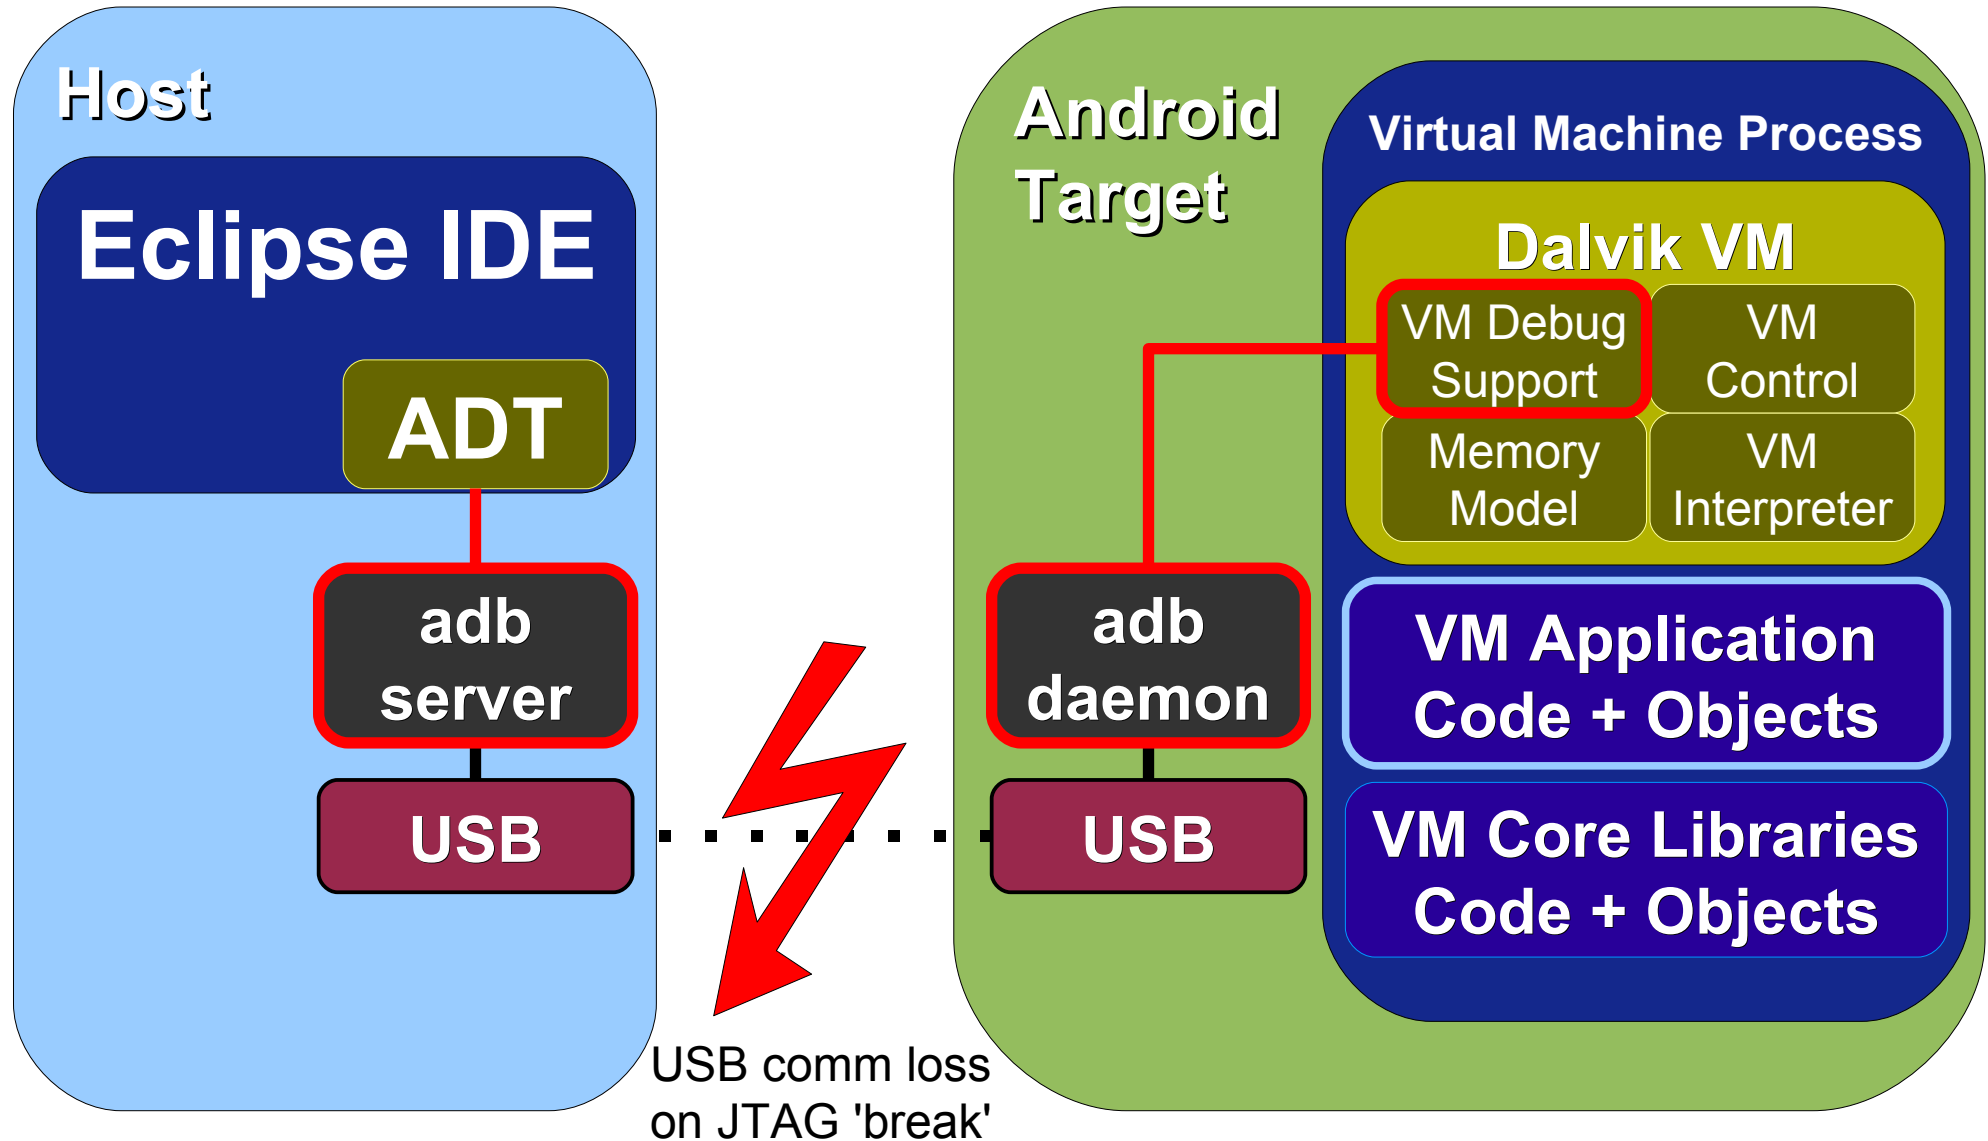 Host
Eclipse IDE
ADT
adb
server
USB
USB comm loss
on JTAG 'break'
Android
Target
adb
daemon
USB
Virtual Machine Process
Dalvik VM
VM Debug
Support
VM
Control
Memory
Model
VM
Interpreter
VM Application
Code + Objects
VM Core Libraries
Code + Objects